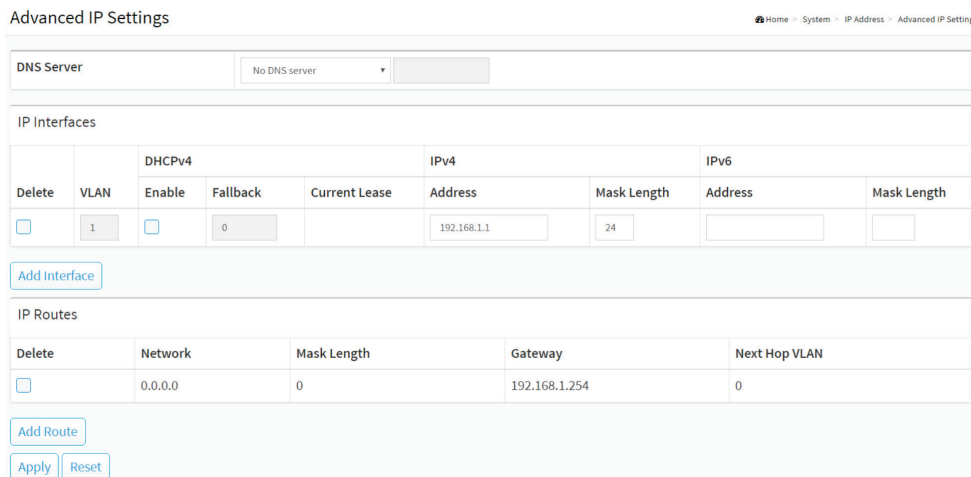 Advanced IP Settings
Home > System > IP Address > Advanced IP Setting
DNS Server No DNS server
IP Interfaces
DHCPv4 IPv4 IPv6
Delete VLAN Enable Fallback Current Lease Address Mask Length Address Mask Length
1 0 192.168.1.1 24
Add Interface
IP Routes
Delete Network Mask Length Gateway Next Hop VLAN
0.0.0.0 0 192.168.1.254 0
Add Route
Apply Reset